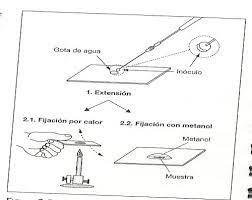 Gota de agua
Inóculo
1. Extensión
2.1. Fijación por calor
2.2. Fijación con metanol
Metanol
Muestra